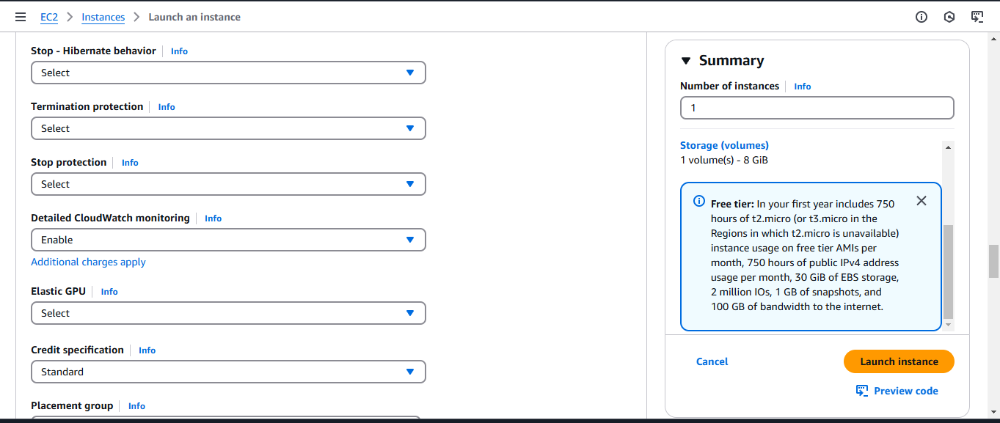 EC2 > Instances > Launch an instance
Stop - Hibernate behavior Info
Select
Termination protection Info
Select
Stop protection Info
Select
Detailed CloudWatch monitoring Info
Enable
Additional charges apply
Elastic GPU Info
Select
Credit specification Info
Standard
Placement group Info
Summary
Number of instances Info
1
Storage (volumes)
1 volume(s) - 8 GiB
Free tier: In your first year includes 750
hours of t2.micro (or t3.micro in the
Regions in which t2.micro is unavailable)
instance usage on free tier AMIs per
month, 750 hours of public IPv4 address
usage per month, 30 GiB of EBS storage,
2 million IOs, 1 GB of snapshots, and
100 GB of bandwidth to the internet.
Cancel
Launch instance
Preview code